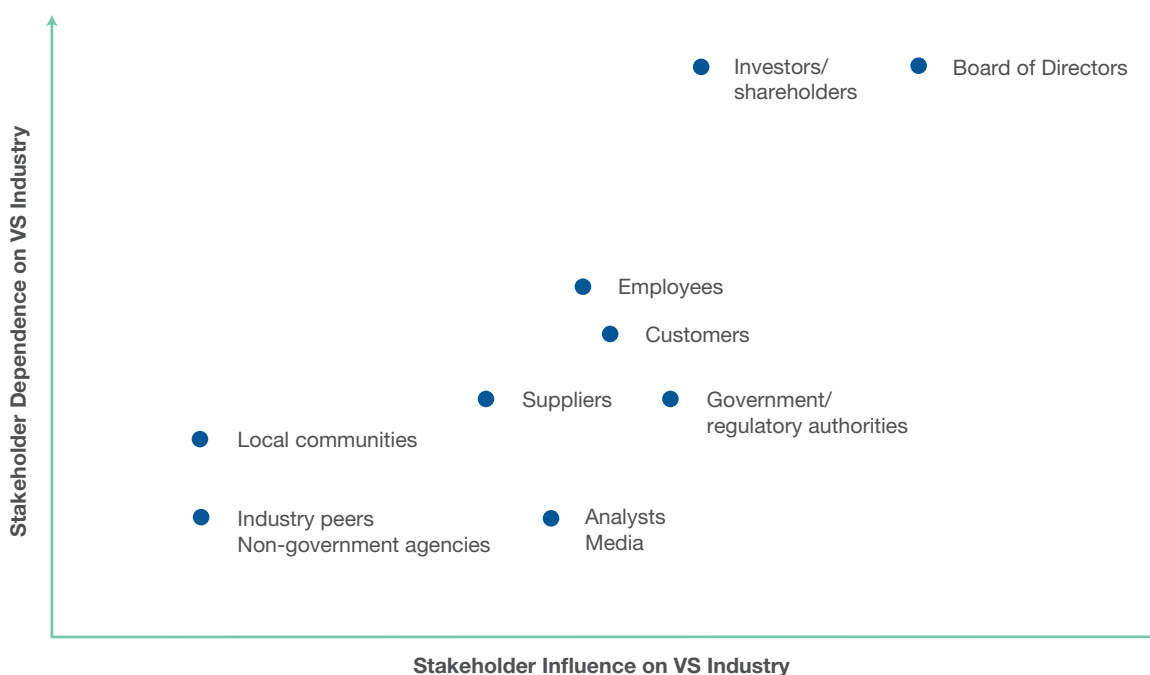 Stakeholder Dependence on VS Industry
Investors/
shareholders
Board of Directors
Employees
Customers
Suppliers
Government/
regulatory authorities
Local communities
Industry peers
Non-government agencies
Analysts
Media
Stakeholder Influence on VS Industry